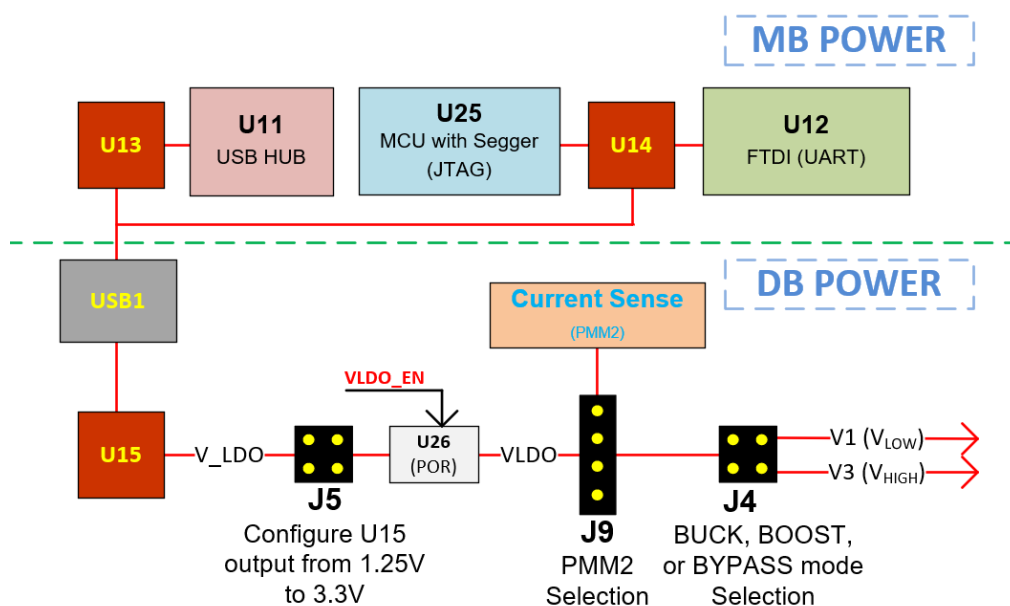 MB POWER
U13
U11
USB HUB
U25
MCU with Segger
(JTAG)
U14
U12
FTDI (UART)
DB POWER
USB1
Current Sense
(PMM2)
VLDO_EN
U15
V_LDO
J5
Configure U15
output from 1.25V
to 3.3V
U26
(POR)
VLDO
J9
PMM2
Selection
J4
BUCK, BOOST,
or BYPASS mode
Selection
V1 (VLOW)
V3 (VHIGH)